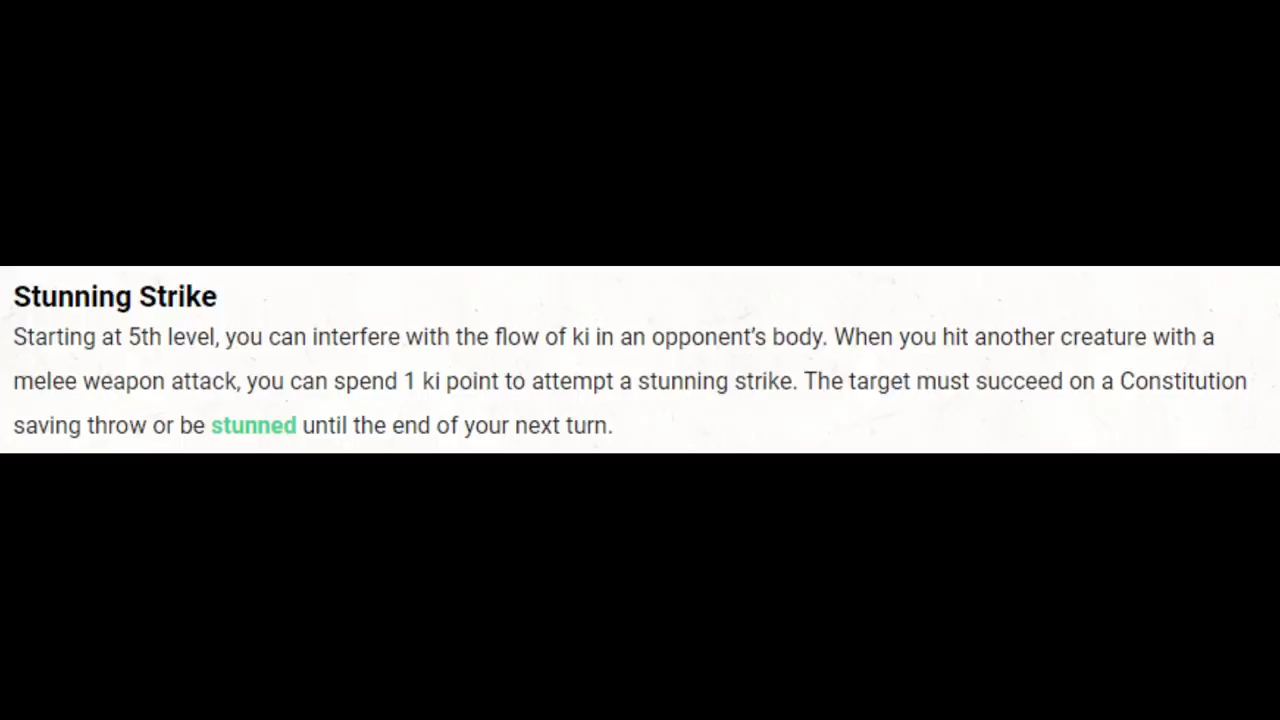 Stunning Strike
Starting at 5th level, you can interfere with the flow of ki in an opponent’s body. When you hit another creature with a
melee weapon attack, you can spend 1 ki point to attempt a stunning strike. The target must succeed on a Constitution
saving throw or be stunned until the end of your next turn.